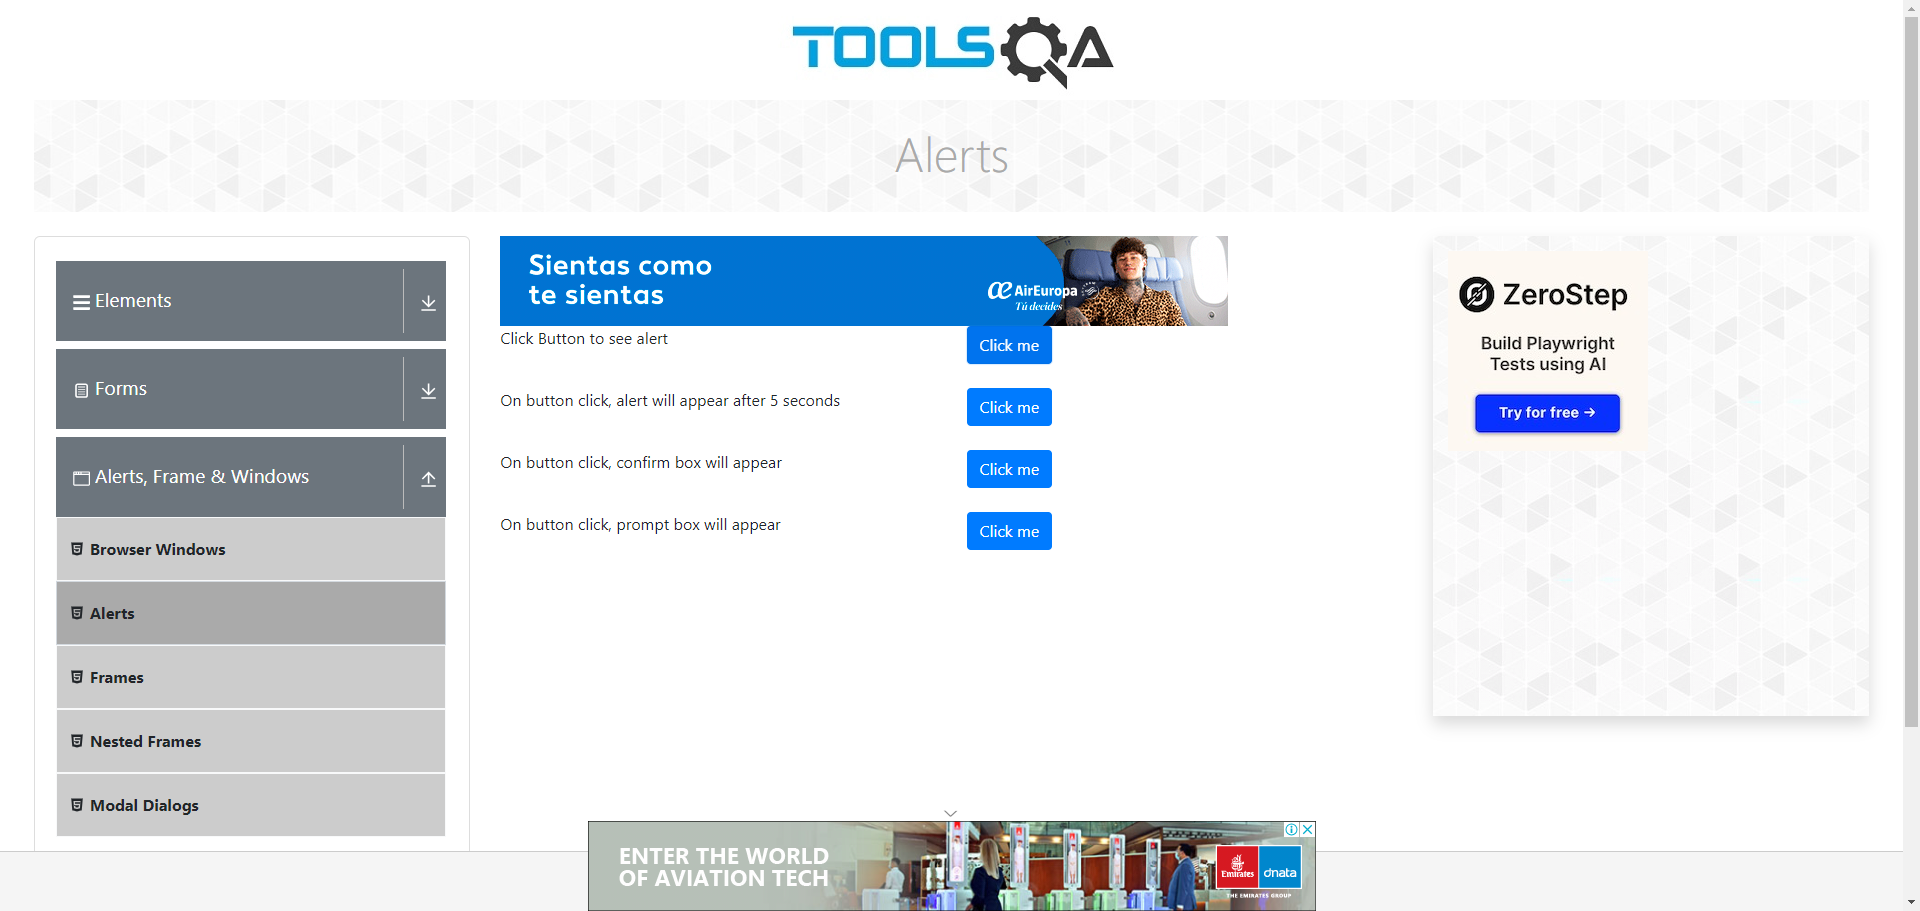 TOOLSQA
Alerts
Elements
Forms
Alerts, Frame & Windows
Browser Windows
Alerts
Frames
Nested Frames
Modal Dialogs
Sientas como
te sientas
AirEuropa
Tú decides
Click Button to see alert
Click me
On button click, alert will appear after 5 seconds
Click me
On button click, confirm box will appear
Click me
On button click, prompt box will appear
Click me
ZeroStep
Build Playwright
Tests using AI
Try for free →
ENTER THE WORLD
OF AVIATION TECH
Emirates
dnata
THE EMIRATES GROUP